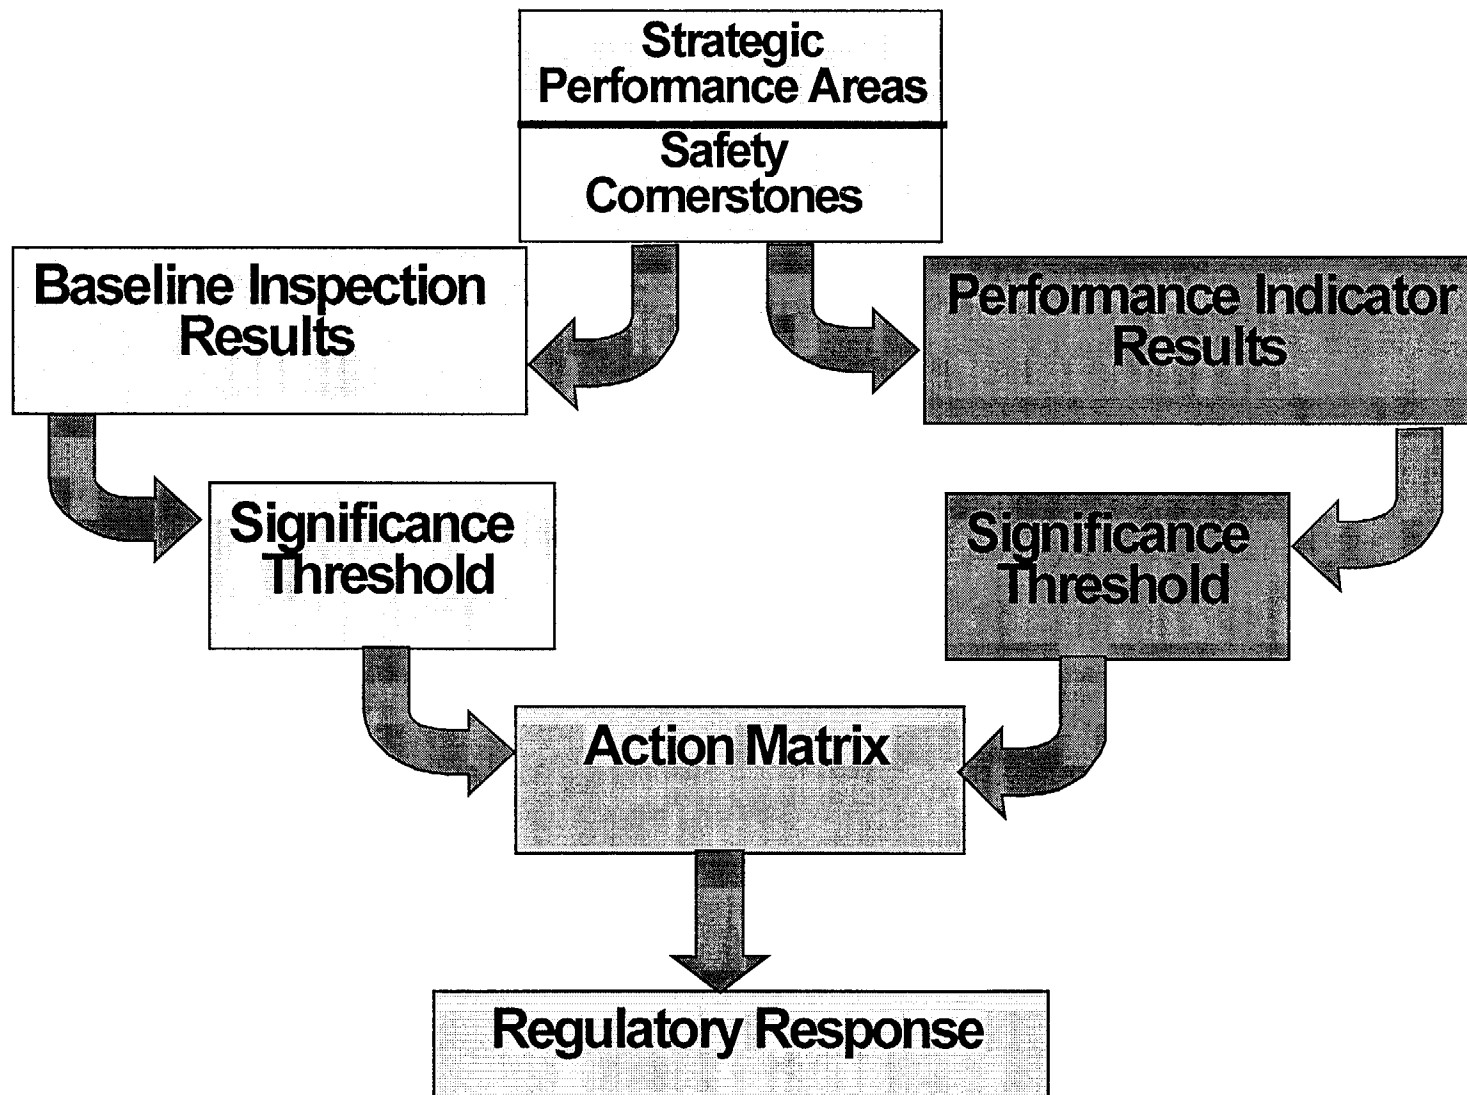 Strategic
Performance Areas
Safety
Cornerstones
Baseline Inspection
Results
Performance Indicator
Results
Significance
Threshold
Significance
Threshold
Action Matrix
Regulatory Response